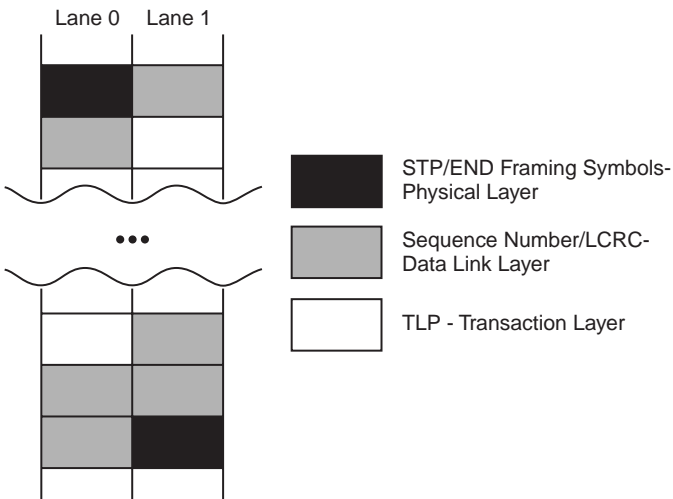 Lane 0 Lane 1
STP/END Framing Symbols-
Physical Layer
Sequence Number/LCRC-
Data Link Layer
TLP - Transaction Layer